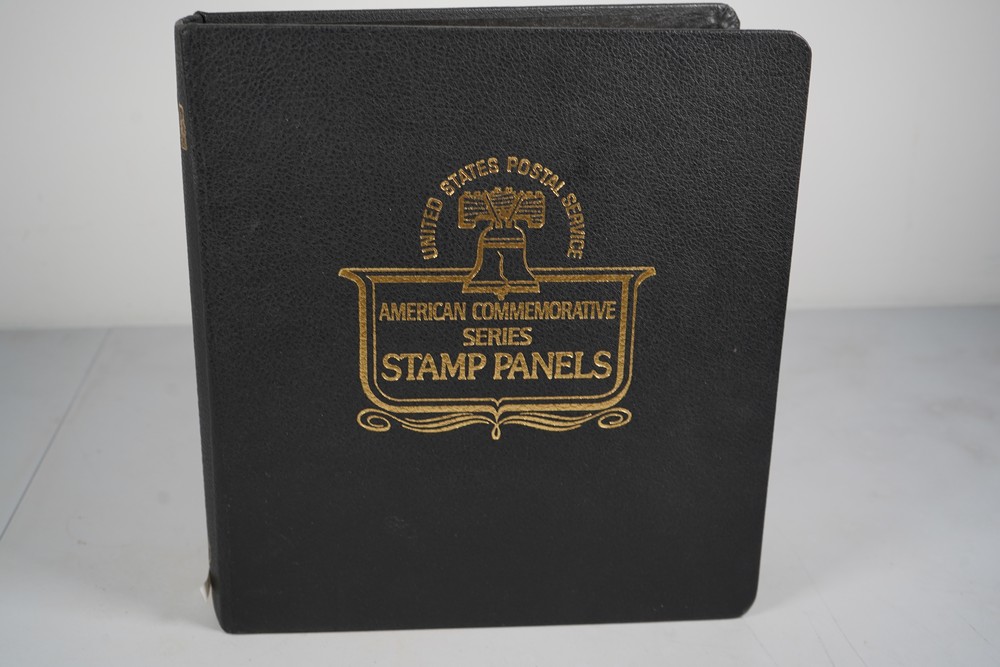 UNITED STATES POSTAL SERVICE
AMERICAN COMMEMORATIVE
SERIES
STAMP PANELS